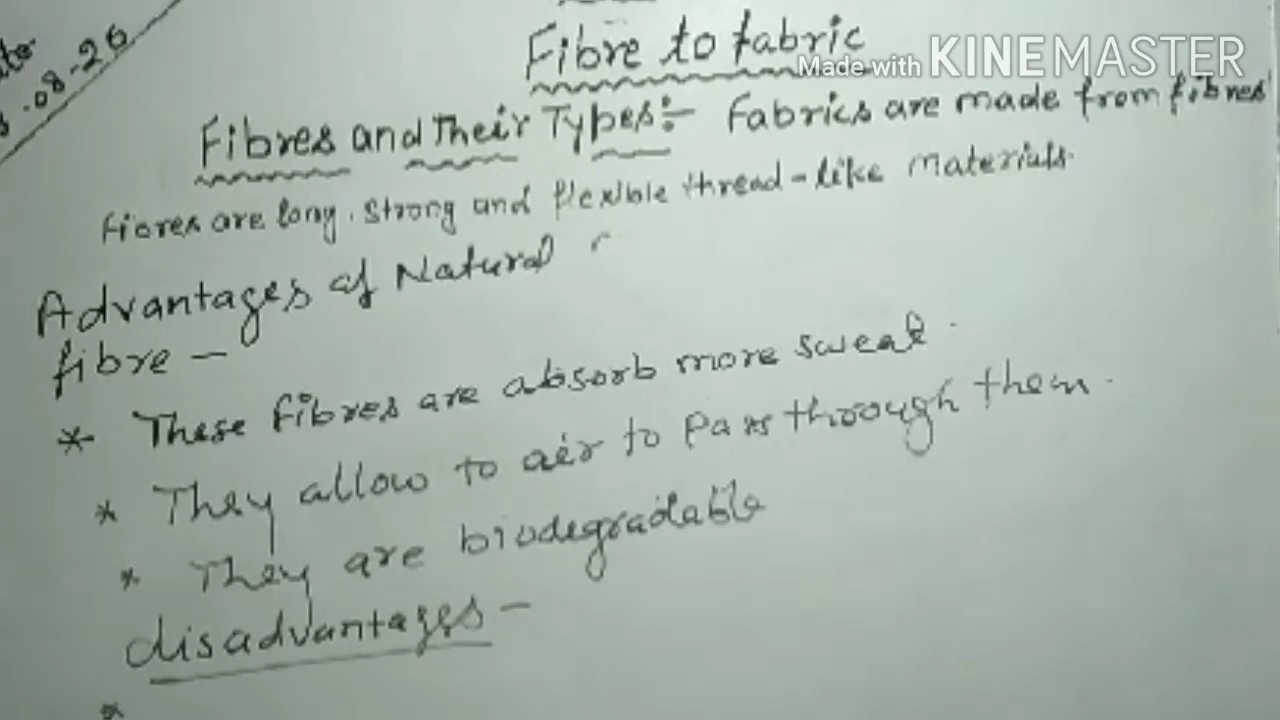 .08-26
Fibre to fabric
Made with KINEMASTER
Fibres and Their Types:- Fabrics are made from fibres
Fibres are long, strong and flexible thread-like materials.
Advantages of Natural
fibre -
* These fibres are absorb more sweat.
* They allow to air to pass through them.
* They are biodegradable
disadvantages -
*